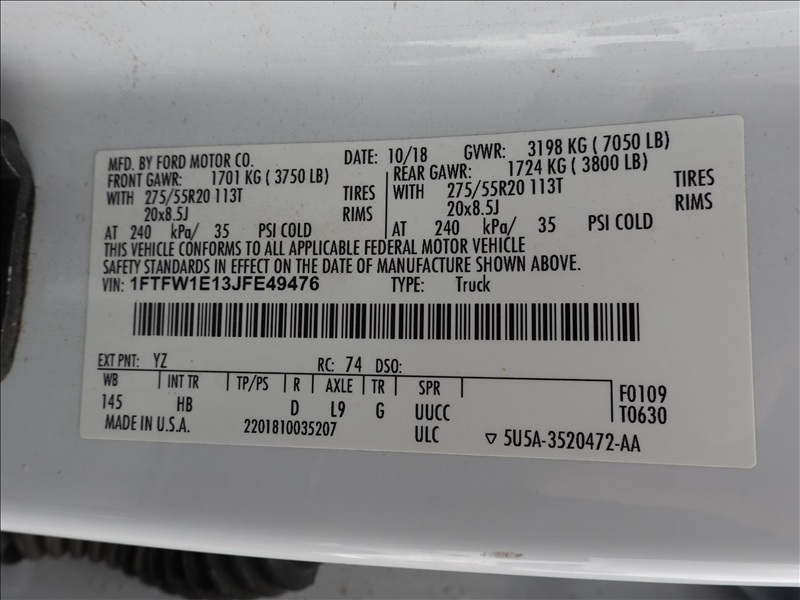 MFD. BY FORD MOTOR CO. DATE: 10/18 GVWR: 3198 KG ( 7050 LB)
FRONT GAWR: 1701 KG ( 3750 LB) REAR GAWR: 1724 KG ( 3800 LB)
WITH 275/55R20 113T TIRES WITH 275/55R20 113T TIRES
20x8.5J RIMS 20x8.5J RIMS
AT 240 kPa/ 35 PSI COLD AT 240 kPa/ 35 PSI COLD
THIS VEHICLE CONFORMS TO ALL APPLICABLE FEDERAL MOTOR VEHICLE
SAFETY STANDARDS IN EFFECT ON THE DATE OF MANUFACTURE SHOWN ABOVE.
VIN: 1FTFW1E13JFE49476 TYPE: Truck
EXT PNT: YZ RC: 74 DSO:
WB INT TR TP/PS R AXLE TR SPR F0109
145 HB D L9 G UUCC T0630
MADE IN U.S.A. 2201810035207 ULC ▽ 5U5A-3520472-AA